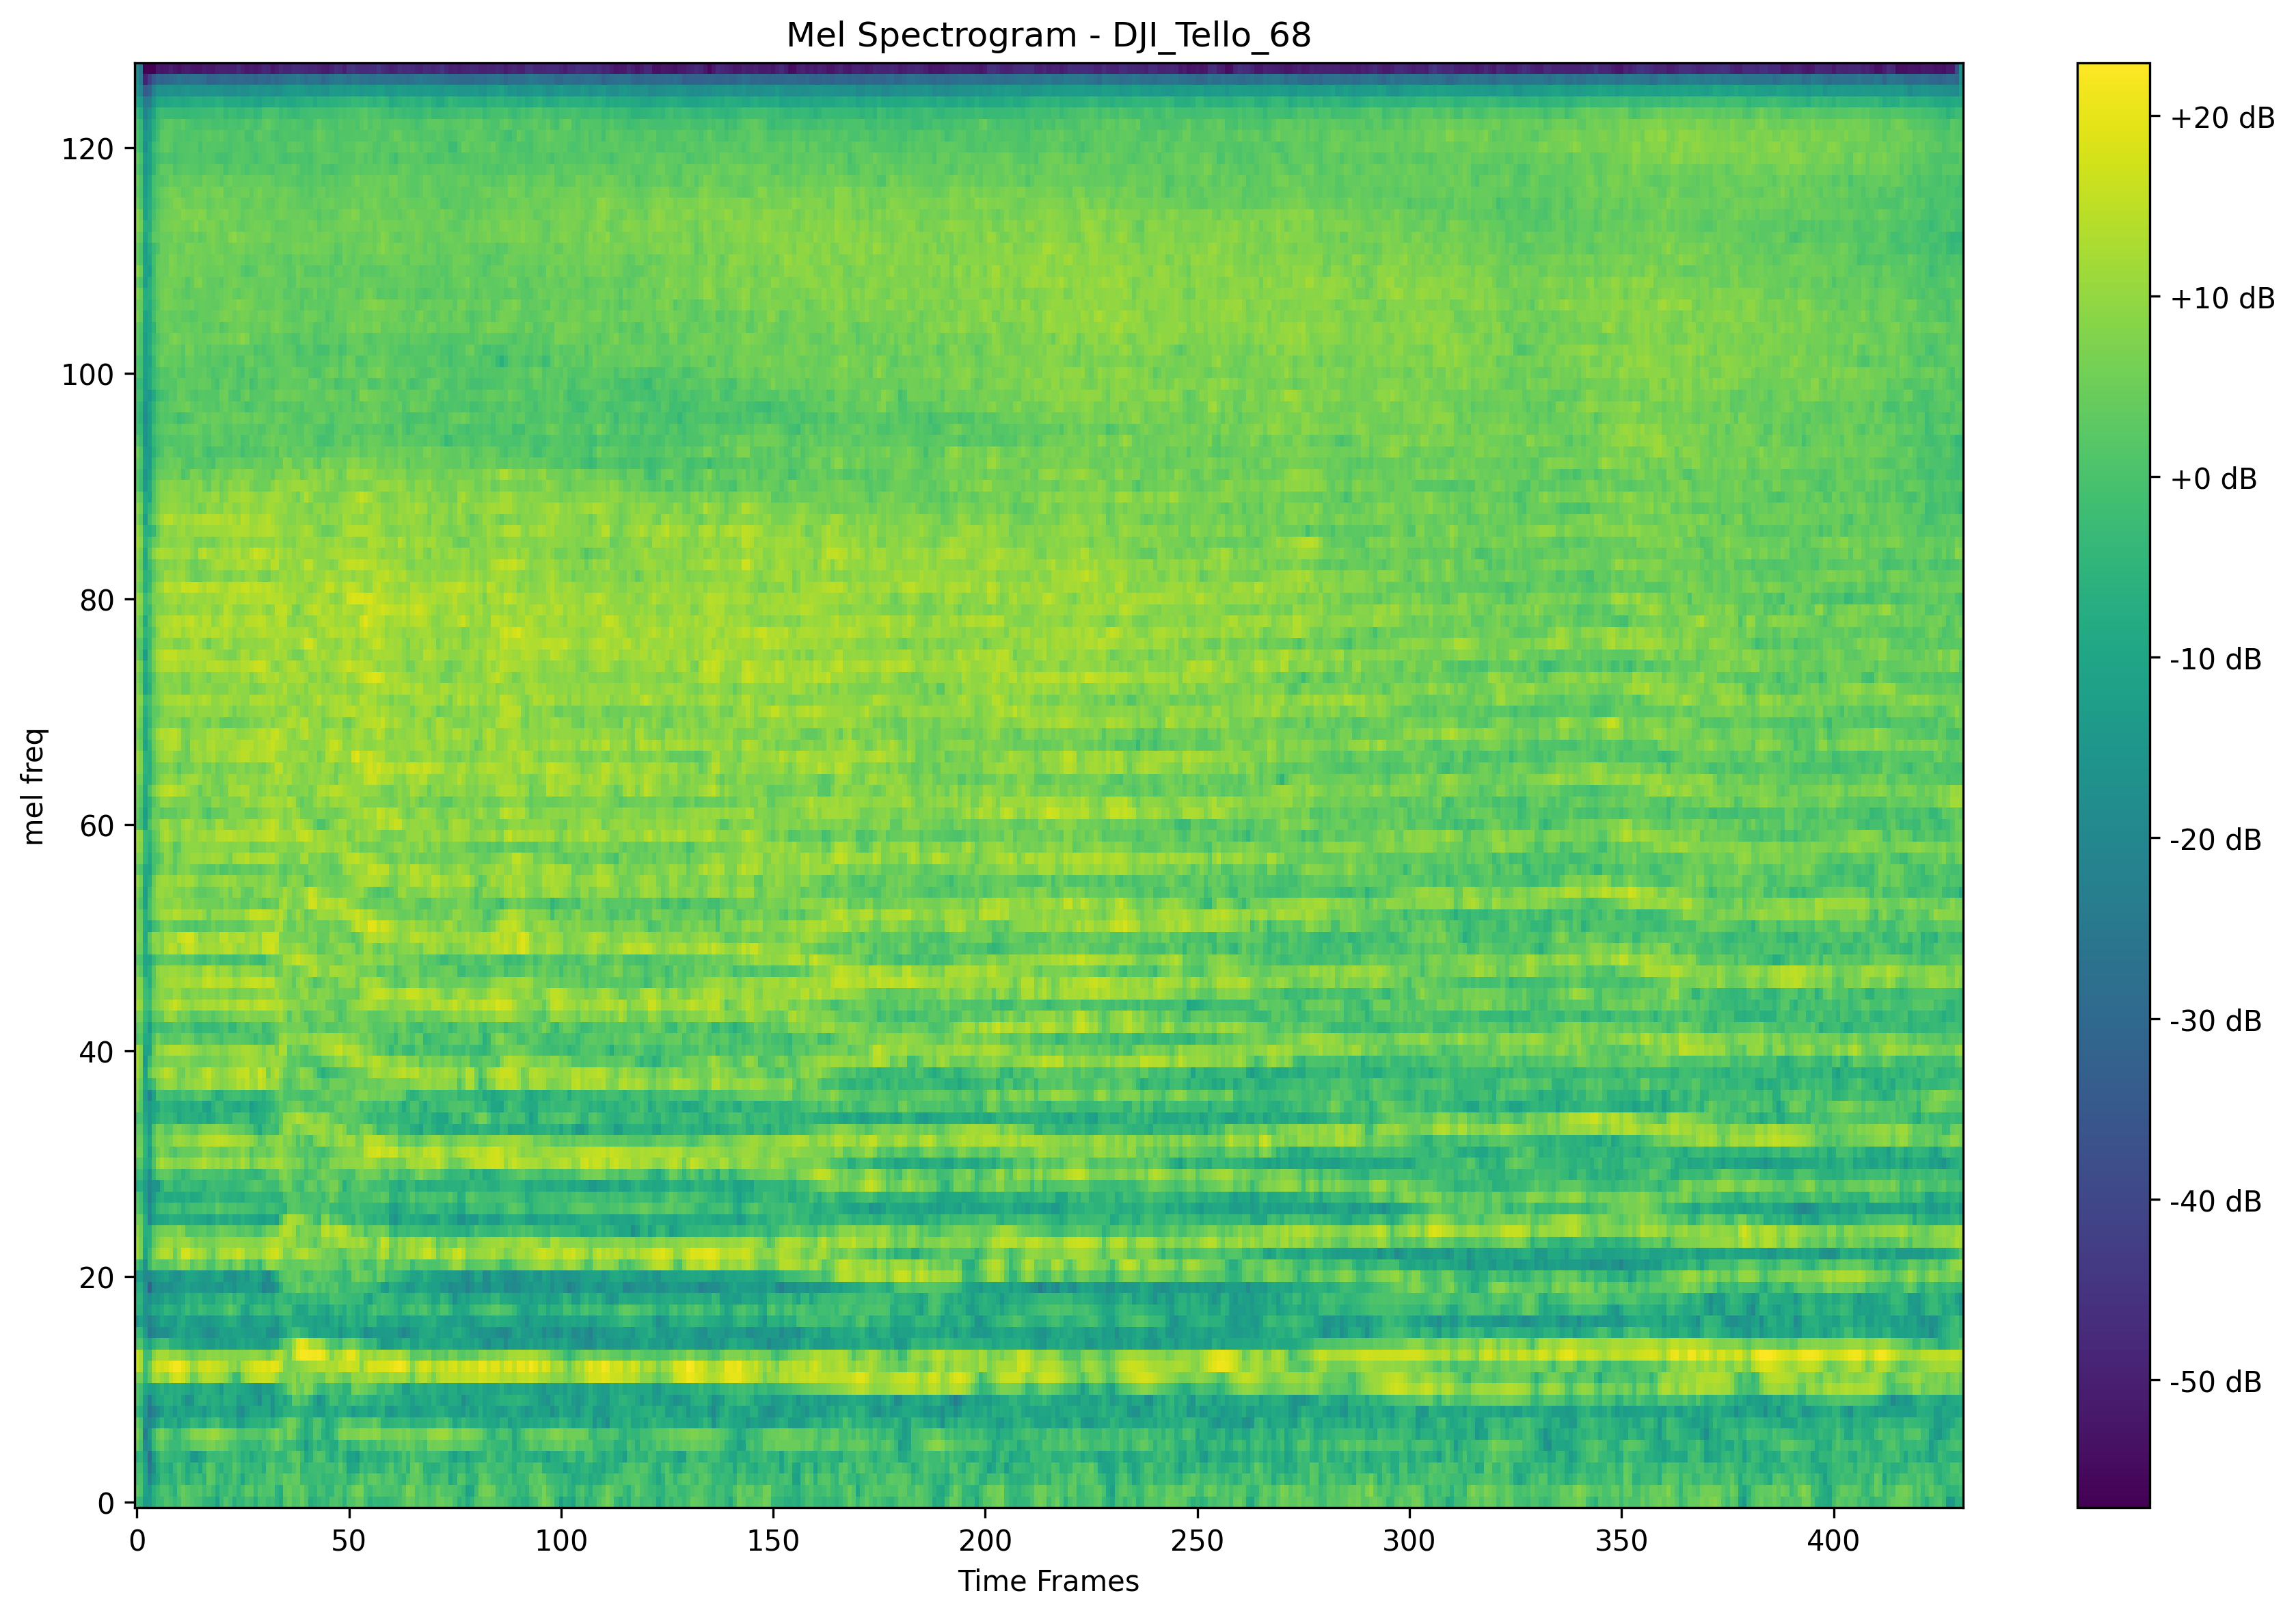 Mel Spectrogram - DJI_Tello_68
mel freq
120
100
80
60
40
20
0
0 50 100 150 200 250 300 350 400
Time Frames
+20 dB
+10 dB
+0 dB
-10 dB
-20 dB
-30 dB
-40 dB
-50 dB